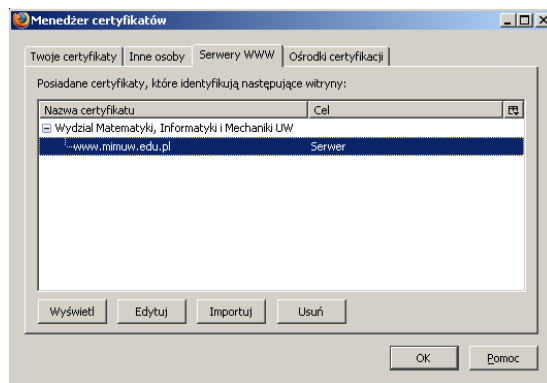 Menedżer certyfikatów
Twoje certyfikaty Inne osoby Serwery WWW Ośrodki certyfikacji
Posiadane certyfikaty, które identyfikują następujące witryny:
Nazwa certyfikatu Cel
Wydzial Matematyki, Informatyki i Mechaniki UW
www.mimuw.edu.pl Serwer
Wyświetl Edytuj Importuj Usuń
OK Pomoc